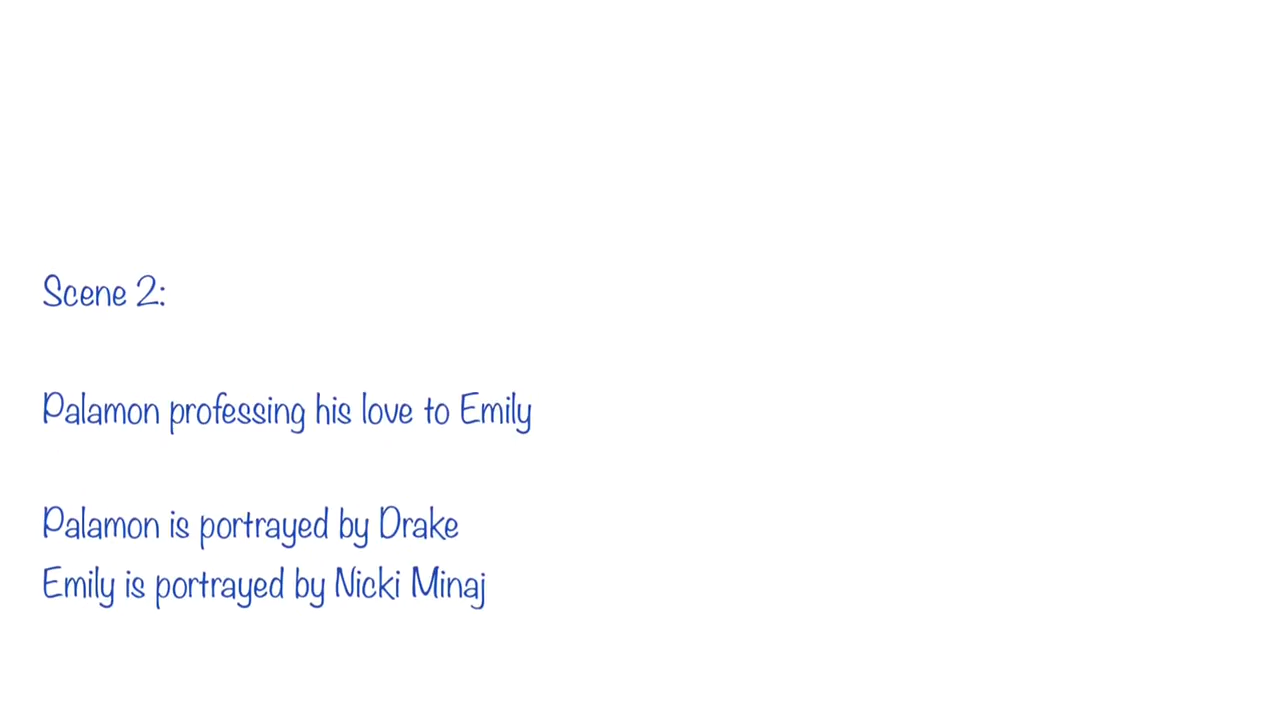 Scene 2:
Palamon professing his love to Emily
Palamon is portrayed by Drake
Emily is portrayed by Nicki Minaj